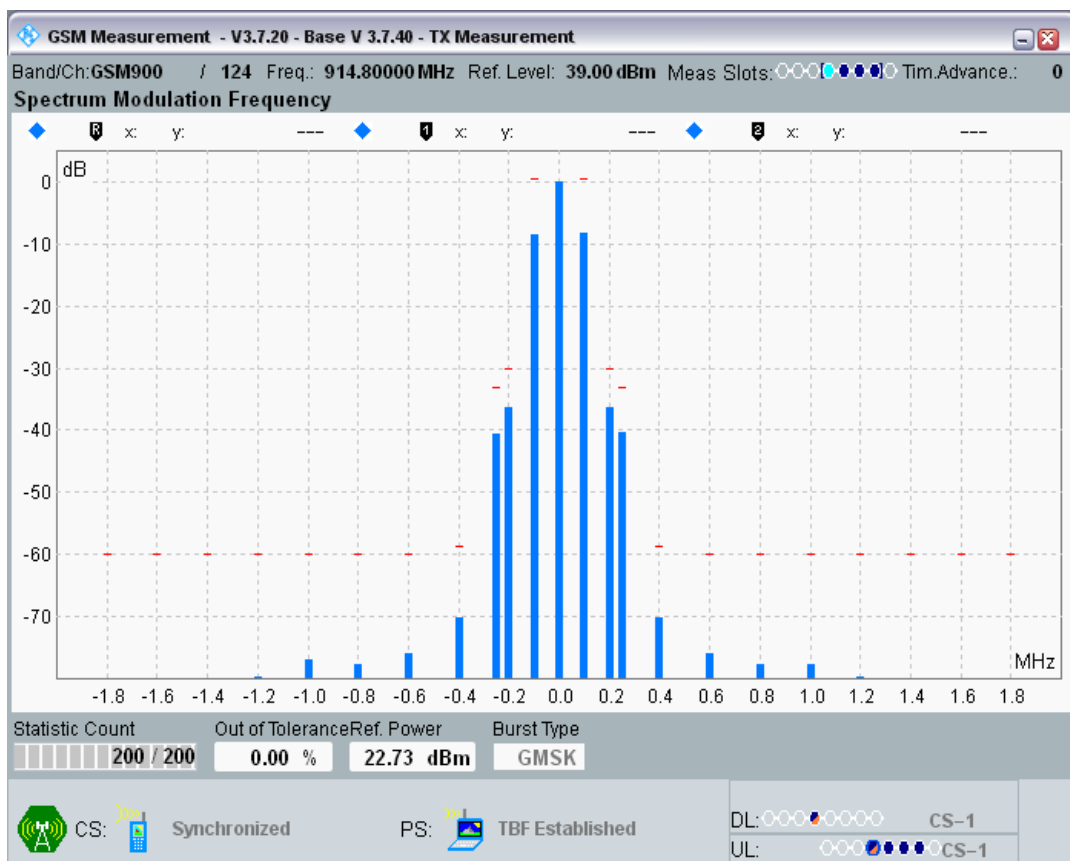 GSM Measurement - V3.7.20 - Base V 3.7.40 - TX Measurement
Band/Ch:GSM900 / 124 Freq.: 914.80000 MHz Ref. Level: 39.00 dBm Meas Slots: Tim.Advance.: 0
Spectrum Modulation Frequency
R x: y: --- 1 x: y: --- 2 x: y: ---
dB
0
-10
-20
-30
-40
-50
-60
-70
MHz
-1.8 -1.6 -1.4 -1.2 -1.0 -0.8 -0.6 -0.4 -0.2 0.0 0.2 0.4 0.6 0.8 1.0 1.2 1.4 1.6 1.8
Statistic Count Out of Tolerance Ref. Power Burst Type
200 / 200 0.00 % 22.73 dBm GMSK
CS: Synchronized PS: TBF Established DL: CS-1
UL: CS-1